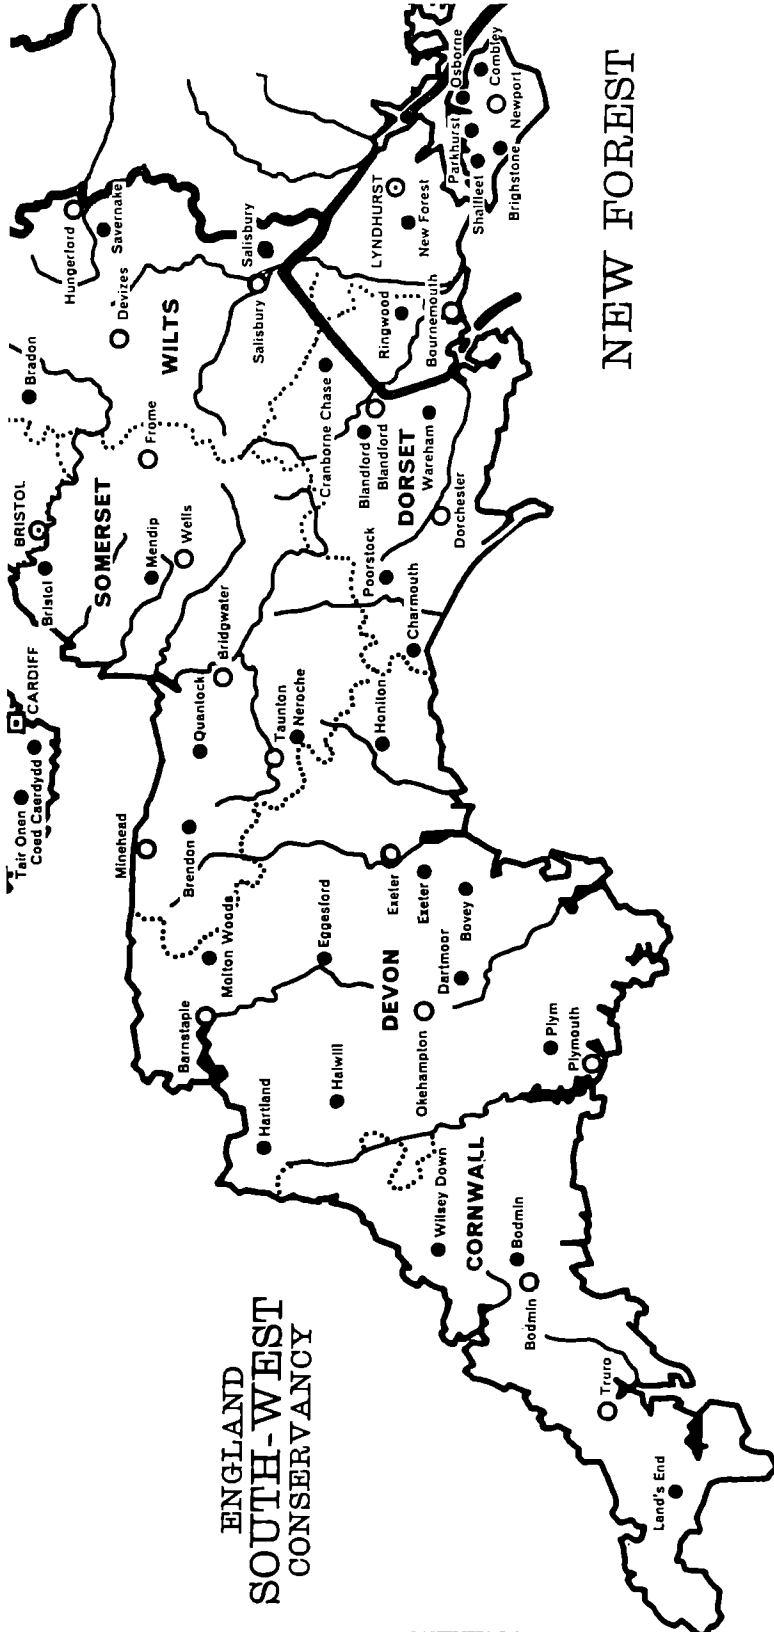 ENGLAND
SOUTH-WEST
CONSERVANCY
NEW FOREST
Tair Onen
Coed Caerdydd
CARDIFF
BRISTOL
Bristol
Bradon
Hungerford
Savernake
Devizes
WILTS
Frome
SOMERSET
Mendip
Wells
Salisbury
Salisbury
Minehead
Brendon
Quantock
Bridgwater
Taunton
Neroche
Cranborne Chase
Blandford
Blandford
DORSET
Wareham
Dorchester
Poorstock
Charmouth
Honiton
LYNDHURST
New Forest
Ringwood
Bournemouth
Osborne
Combley
Parkhurst
Newport
Shalfleet
Brighstone
Barnstaple
Molton Woods
Eggesford
Hartland
Halwill
DEVON
Exeter
Exeter
Okehampton
Dartmoor
Bovey
Plym
Plymouth
Wilsey Down
CORNWALL
Bodmin
Bodmin
Truro
Land's End